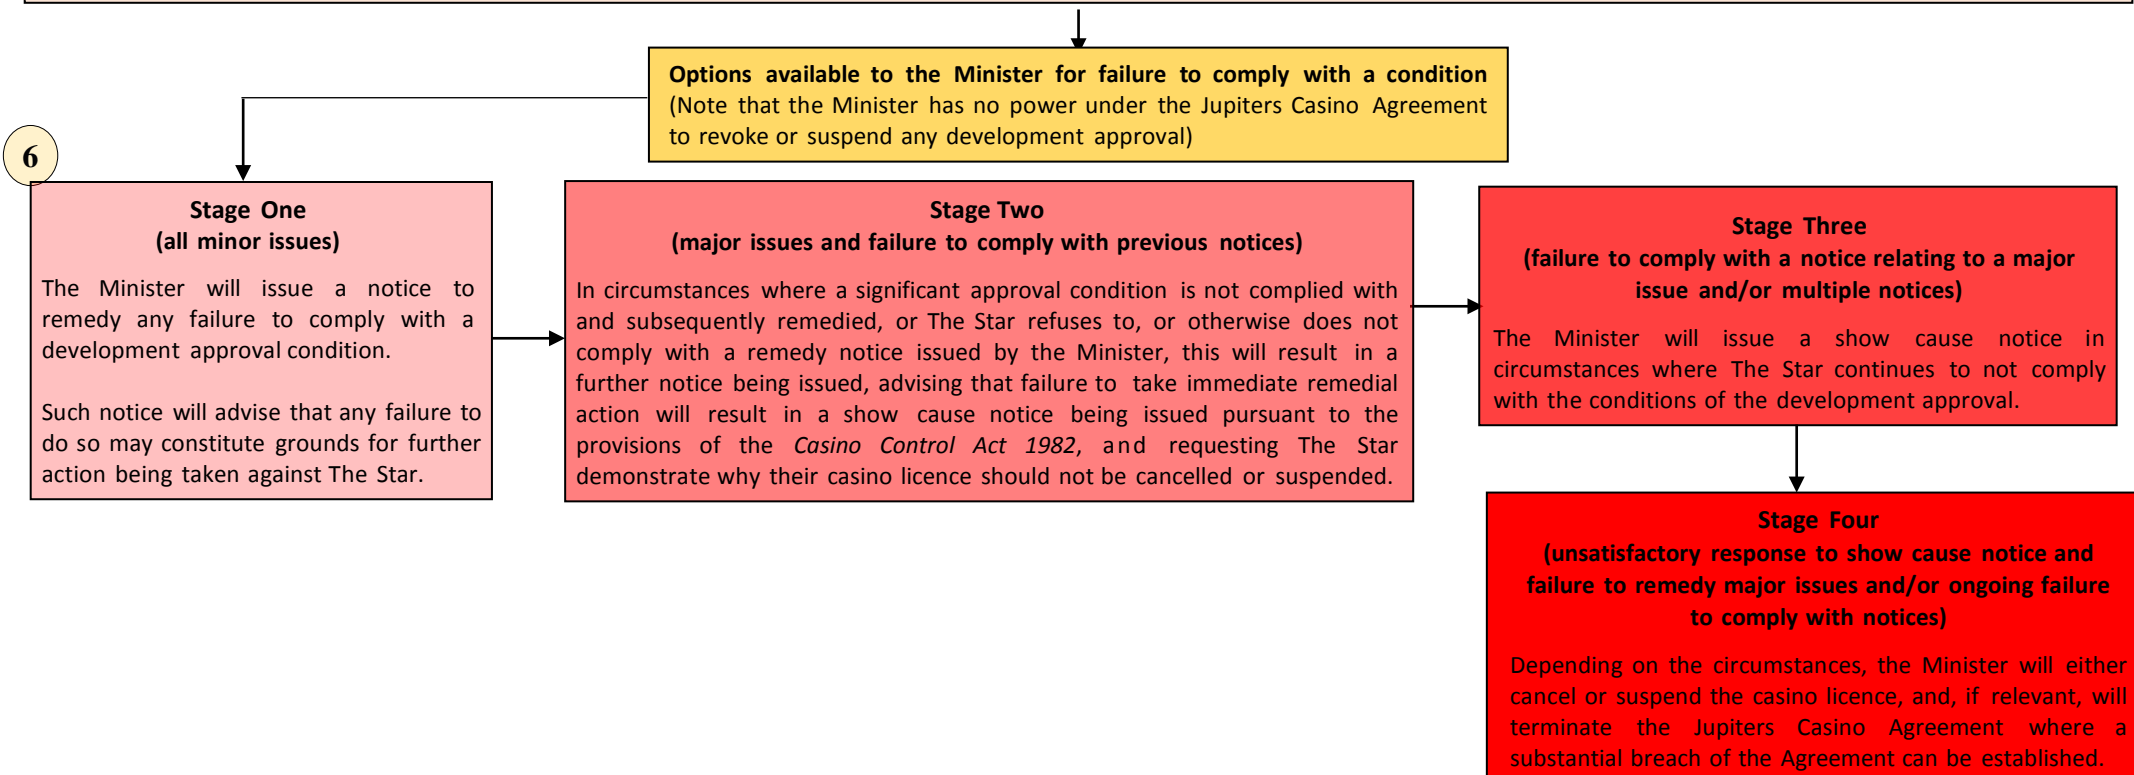 Options available to the Minister for failure to comply with a condition
(Note that the Minister has no power under the Jupiters Casino Agreement
to revoke or suspend any development approval)
6
Stage One
(all minor issues)
The Minister will issue a notice to
remedy any failure to comply with a
development approval condition.
Such notice will advise that any failure to
do so may constitute grounds for further
action being taken against The Star.
Stage Two
(major issues and failure to comply with previous notices)
In circumstances where a significant approval condition is not complied with
and subsequently remedied, or The Star refuses to, or otherwise does not
comply with a remedy notice issued by the Minister, this will result in a
further notice being issued, advising that failure to take immediate remedial
action will result in a show cause notice being issued pursuant to the
provisions of the Casino Control Act 1982, and requesting The Star
demonstrate why their casino licence should not be cancelled or suspended.
Stage Three
(failure to comply with a notice relating to a major
issue and/or multiple notices)
The Minister will issue a show cause notice in
circumstances where The Star continues to not comply
with the conditions of the development approval.
Stage Four
(unsatisfactory response to show cause notice and
failure to remedy major issues and/or ongoing failure
to comply with notices)
Depending on the circumstances, the Minister will either
cancel or suspend the casino licence, and, if relevant, will
terminate the Jupiters Casino Agreement where a
substantial breach of the Agreement can be established.